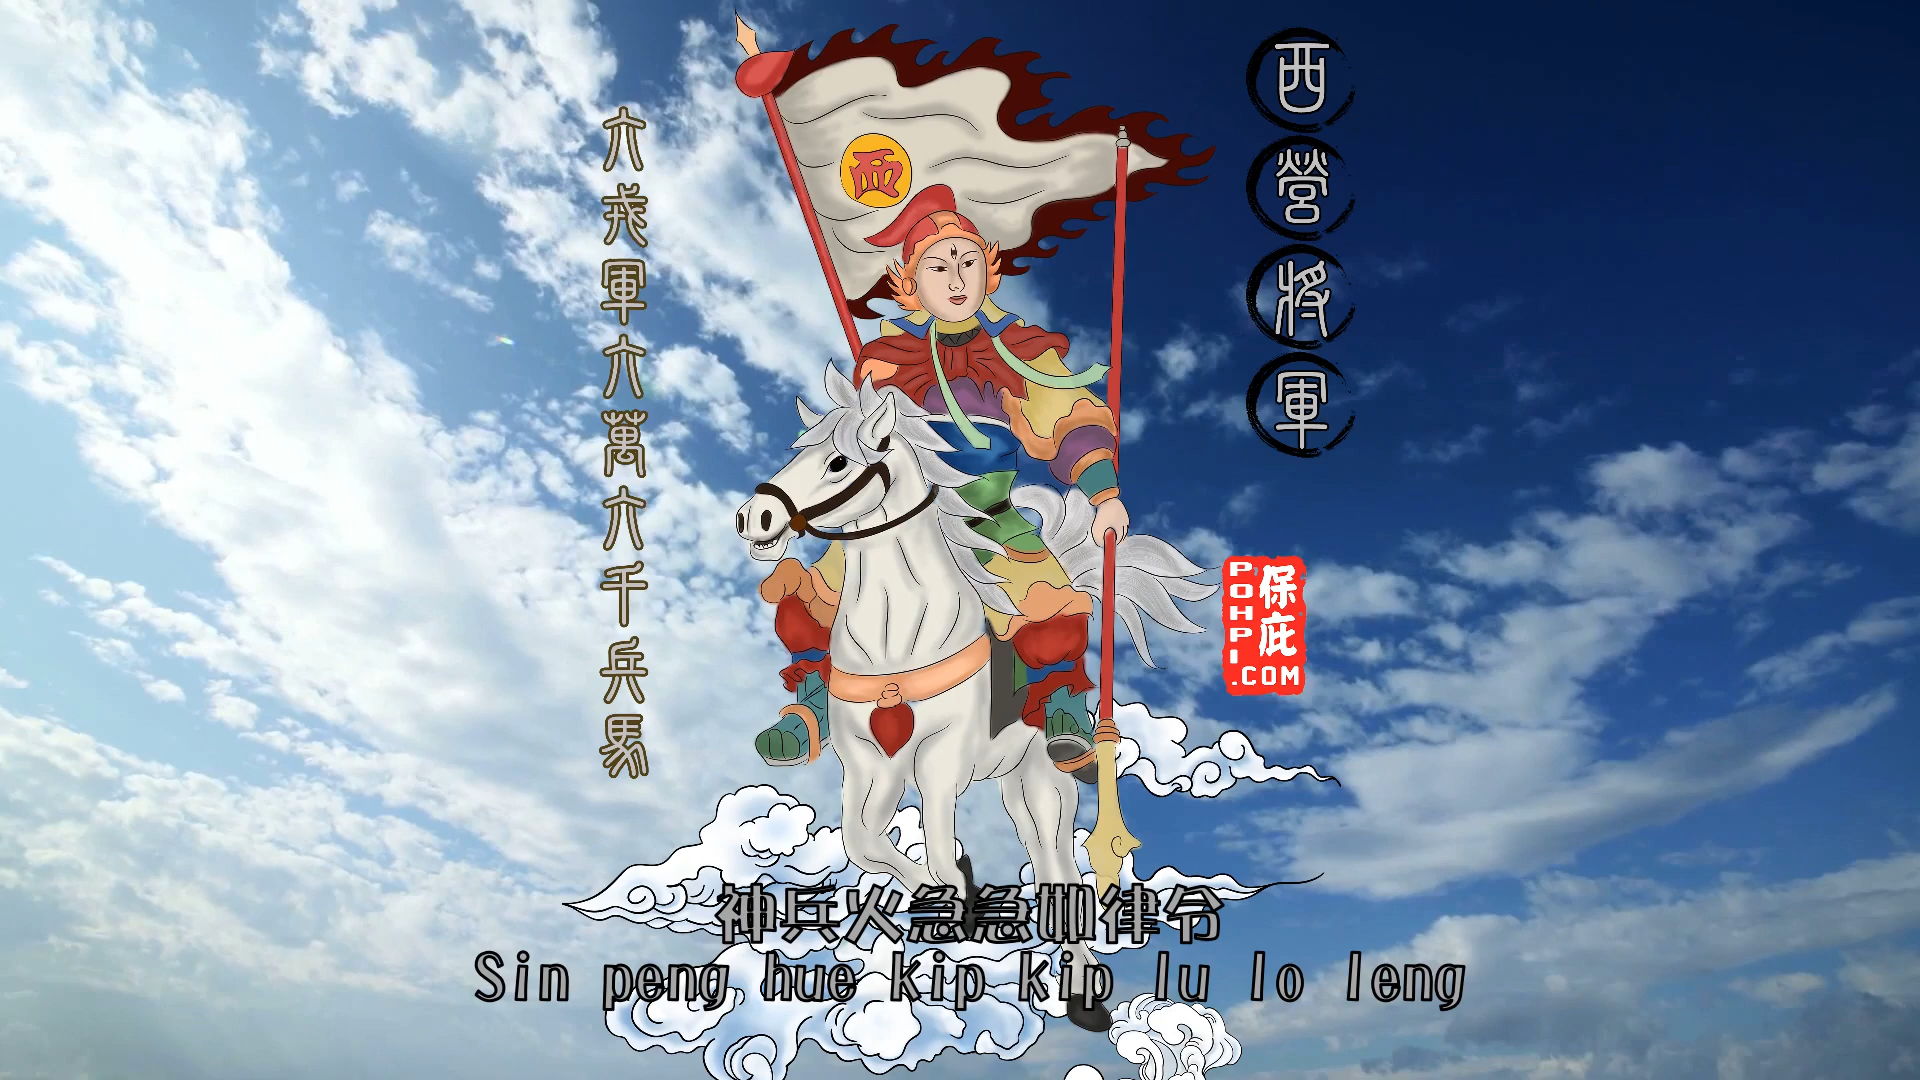 西營將軍
六戎軍六萬六千兵馬
西
保庇
POHPI
.COM
神兵火急急如律令
Sin peng hue kip kip lu lo leng